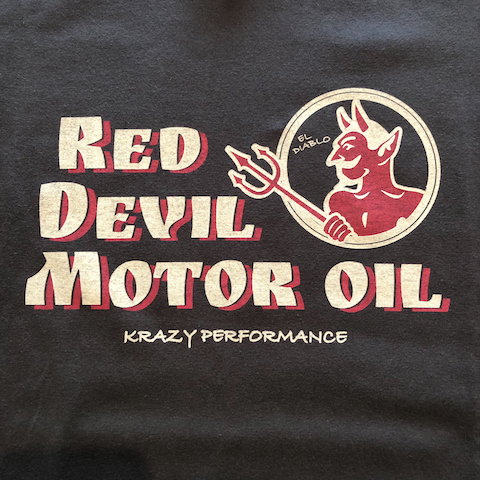 RED
DEVIL
MOTOR OIL
EL
DIABLO
KRAZY PERFORMANCE